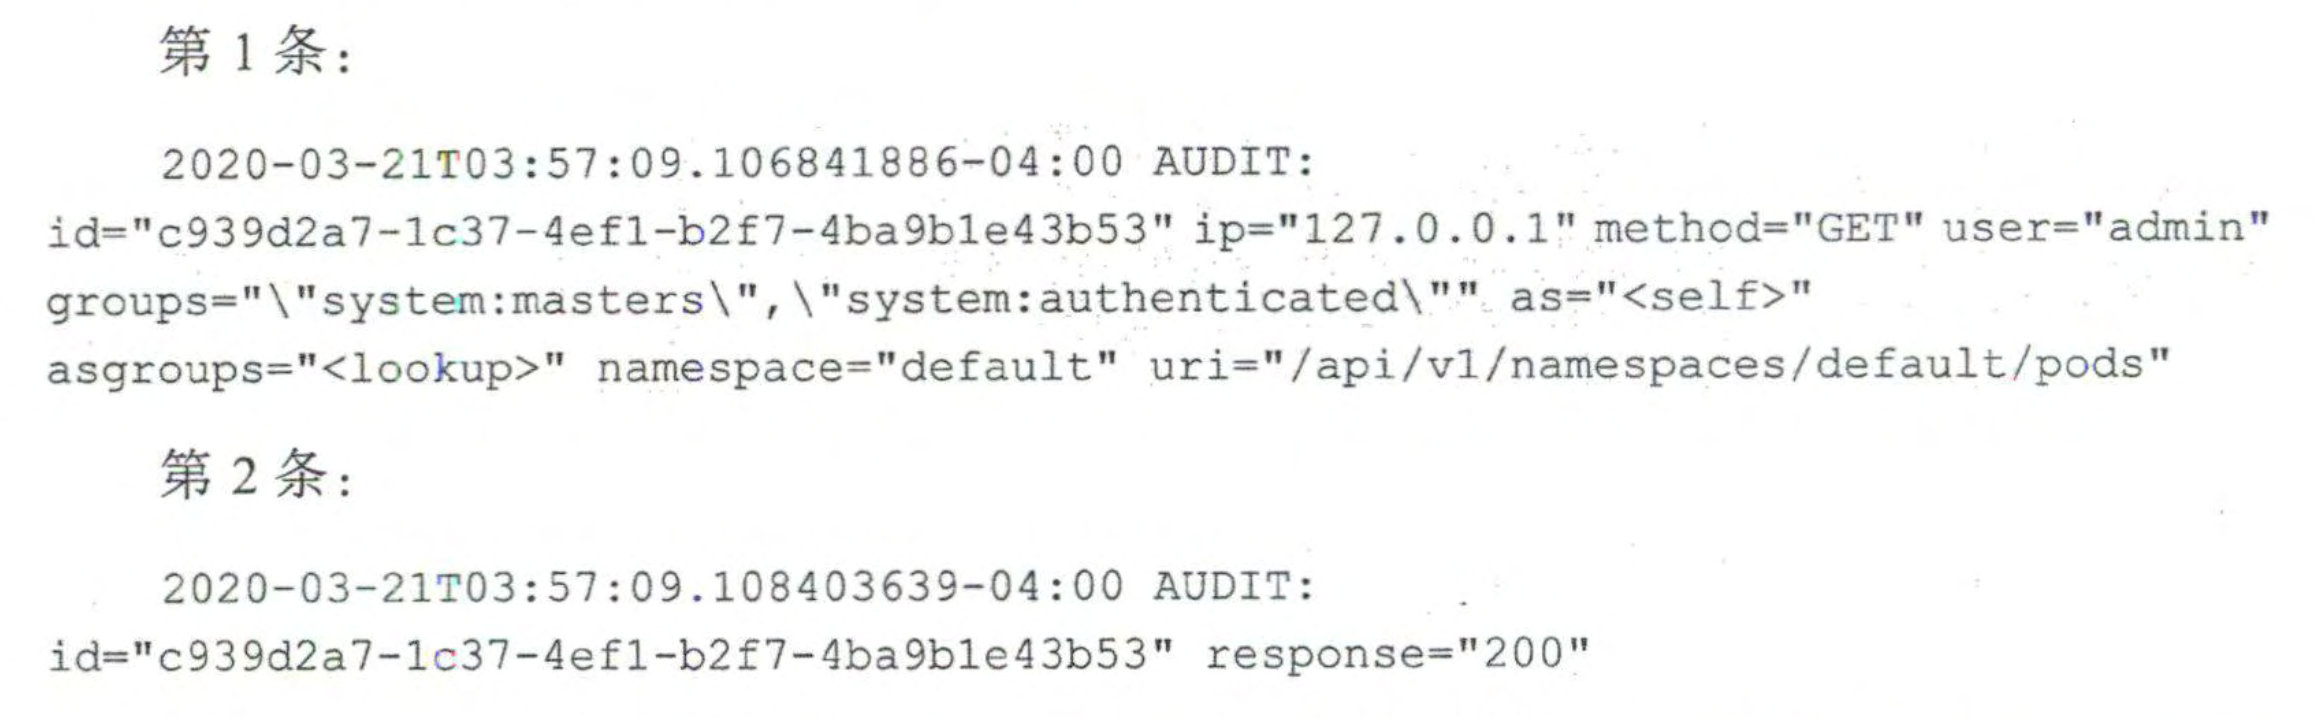 第 1 条：
2020-03-21T03:57:09.106841886-04:00 AUDIT:
id="c939d2a7-1c37-4ef1-b2f7-4ba9b1e43b53" ip="127.0.0.1" method="GET" user="admin"
groups="\"system:masters\",\"system:authenticated\"" as="<self>"
asgroups="<lookup>" namespace="default" uri="/api/v1/namespaces/default/pods"
第 2 条：
2020-03-21T03:57:09.108403639-04:00 AUDIT:
id="c939d2a7-1c37-4ef1-b2f7-4ba9b1e43b53" response="200"